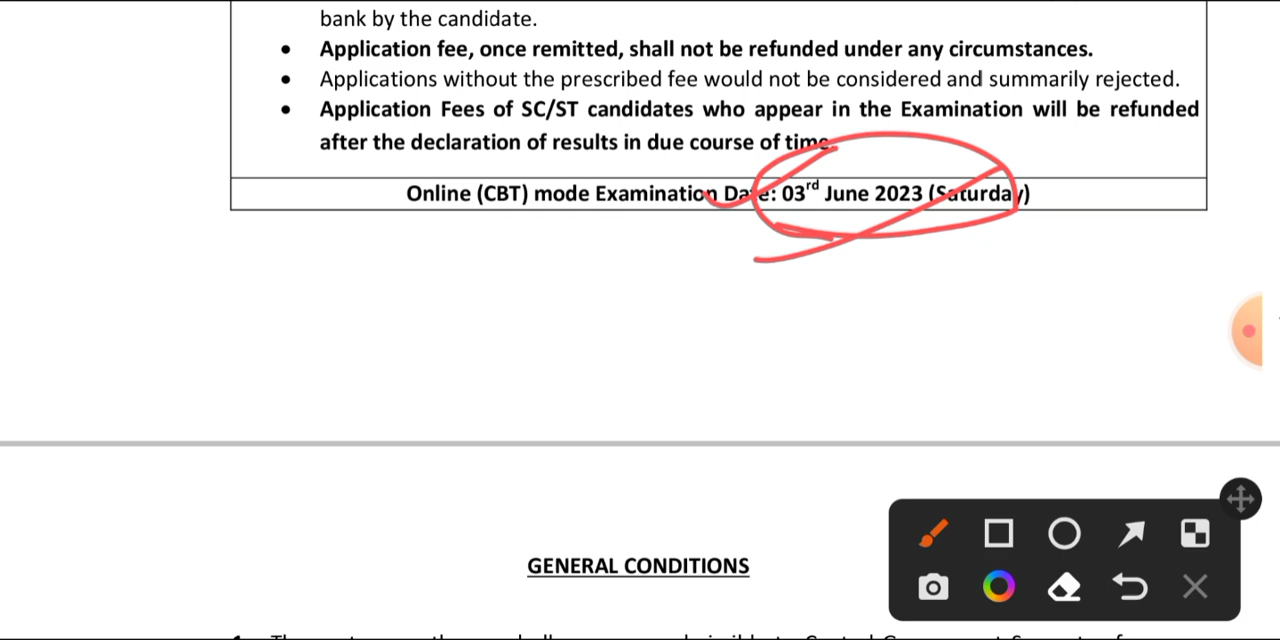 bank by the candidate.
• Application fee, once remitted, shall not be refunded under any circumstances.
• Applications without the prescribed fee would not be considered and summarily rejected.
• Application Fees of SC/ST candidates who appear in the Examination will be refunded
after the declaration of results in due course of time.
Online (CBT) mode Examination Date: 03rd June 2023 (Saturday)
GENERAL CONDITIONS